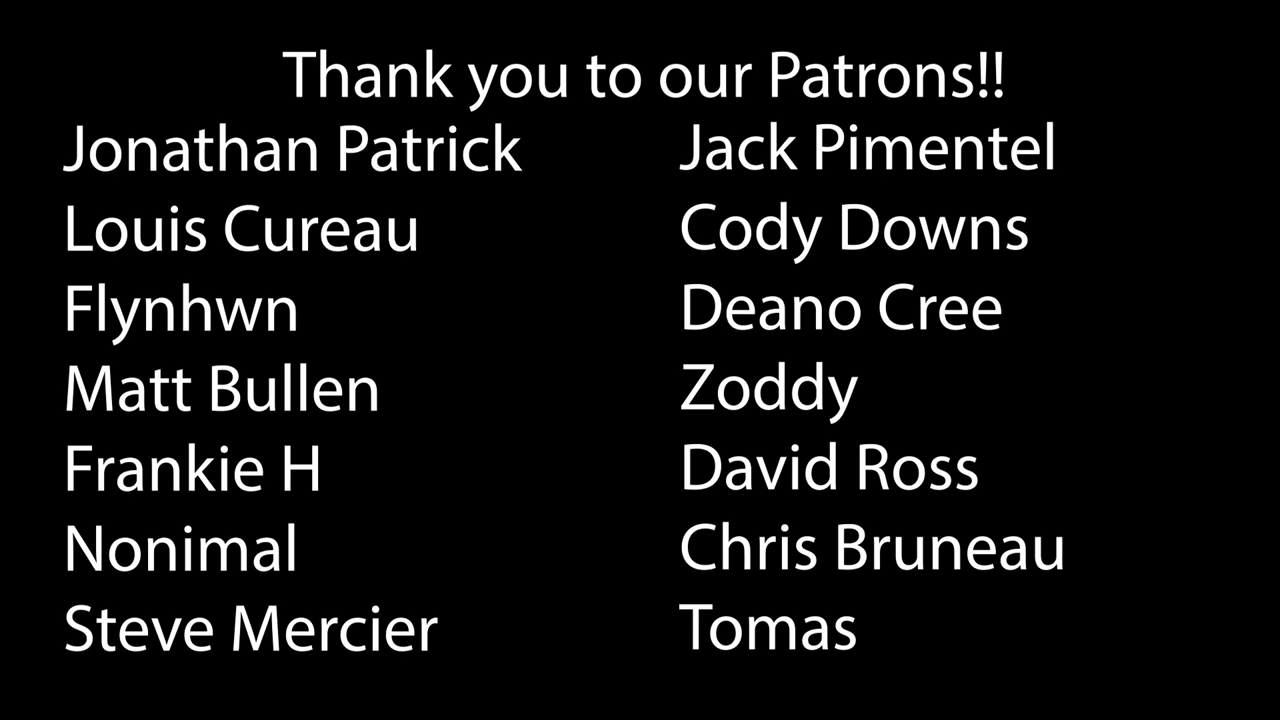 Thank you to our Patrons!!
Jonathan Patrick
Louis Cureau
Flynhwn
Matt Bullen
Frankie H
Nonimal
Steve Mercier
Jack Pimentel
Cody Downs
Deano Cree
Zoddy
David Ross
Chris Bruneau
Tomas